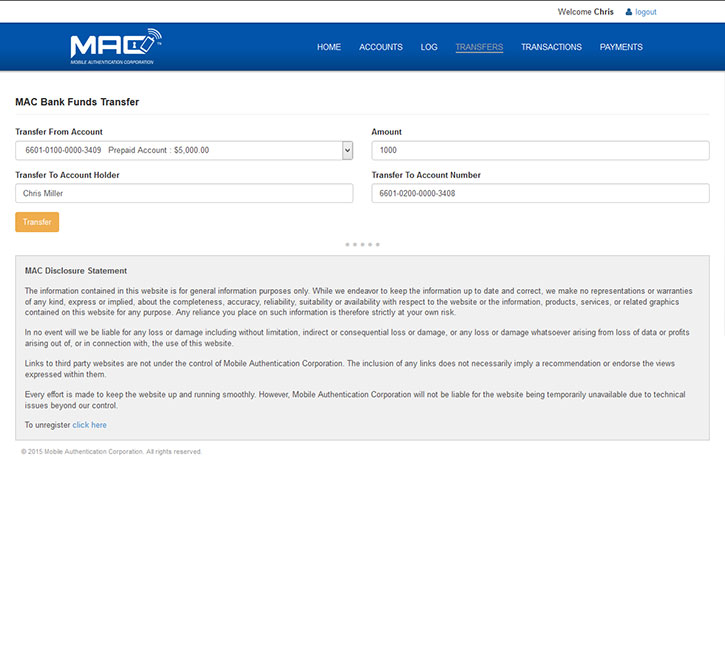 Welcome Chris logout
MAC TM
MOBILE AUTHENTICATION CORPORATION
HOME ACCOUNTS LOG TRANSFERS TRANSACTIONS PAYMENTS
MAC Bank Funds Transfer
Transfer From Account Amount
6601-0100-0000-3409 Prepaid Account : $5,000.00 1000
Transfer To Account Holder Transfer To Account Number
Chris Miller 6601-0200-0000-3408
Transfer
MAC Disclosure Statement
The information contained in this website is for general information purposes only. While we endeavor to keep the information up to date and correct, we make no representations or warranties
of any kind, express or implied, about the completeness, accuracy, reliability, suitability or availability with respect to the website or the information, products, services, or related graphics
contained on this website for any purpose. Any reliance you place on such information is therefore strictly at your own risk.
In no event will we be liable for any loss or damage including without limitation, indirect or consequential loss or damage, or any loss or damage whatsoever arising from loss of data or profits
arising out of, or in connection with, the use of this website.
Links to third party websites are not under the control of Mobile Authentication Corporation. The inclusion of any links does not necessarily imply a recommendation or endorse the views
expressed within them.
Every effort is made to keep the website up and running smoothly. However, Mobile Authentication Corporation will not be liable for the website being temporarily unavailable due to technical
issues beyond our control.
To unregister click here
© 2015 Mobile Authentication Corporation. All rights reserved.